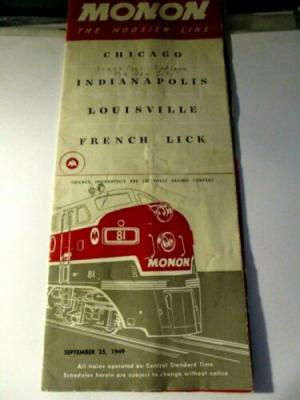 MONON
THE HOOSIER LINE
CHICAGO
Indiana
INDIANAPOLIS
LOUISVILLE
FRENCH LICK
CHICAGO, INDIANAPOLIS AND LOUISVILLE RAILWAY COMPANY
81
MONON
81
SEPTEMBER 25, 1949
All trains operated on Central Standard Time
Schedules herein are subject to change without notice